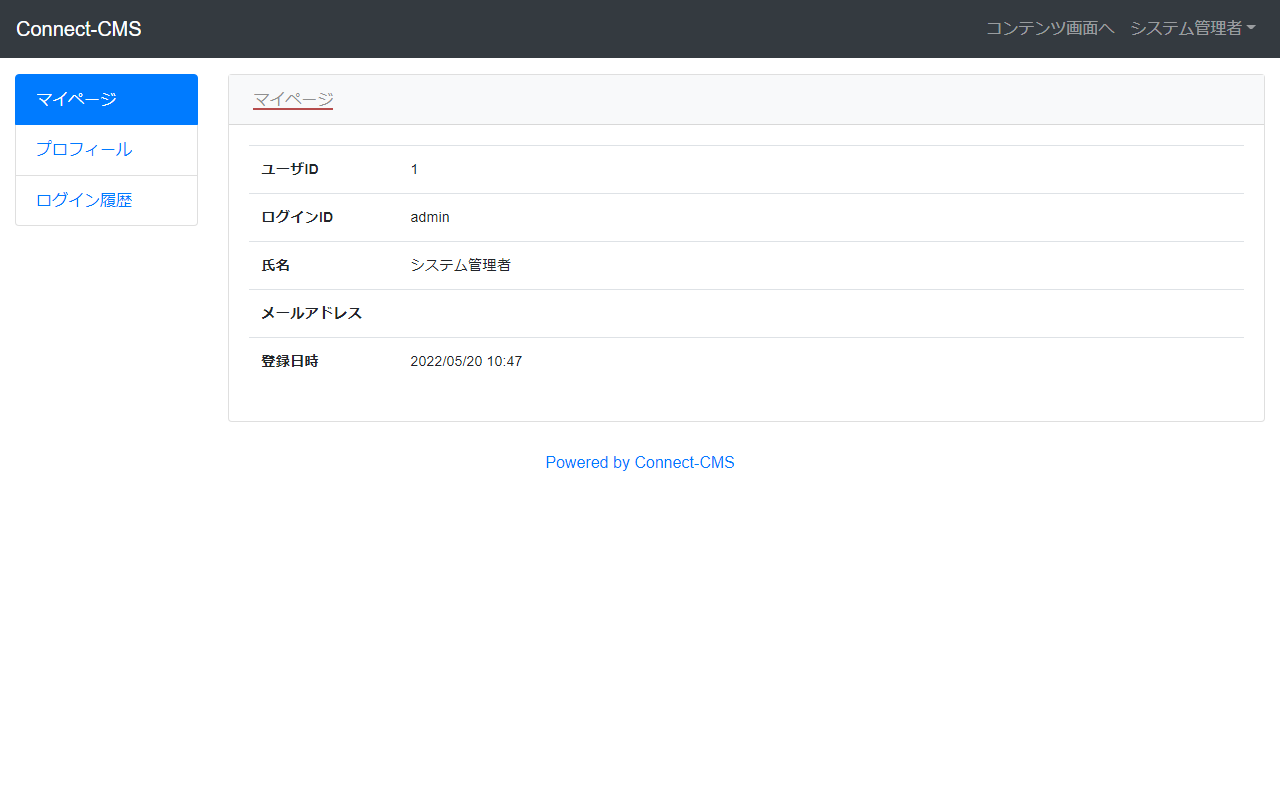 Connect-CMS コンテンツ画面へ システム管理者
マイページ
プロフィール
ログイン履歴
マイページ
ユーザID 1
ログインID admin
氏名 システム管理者
メールアドレス
登録日時 2022/05/20 10:47
Powered by Connect-CMS